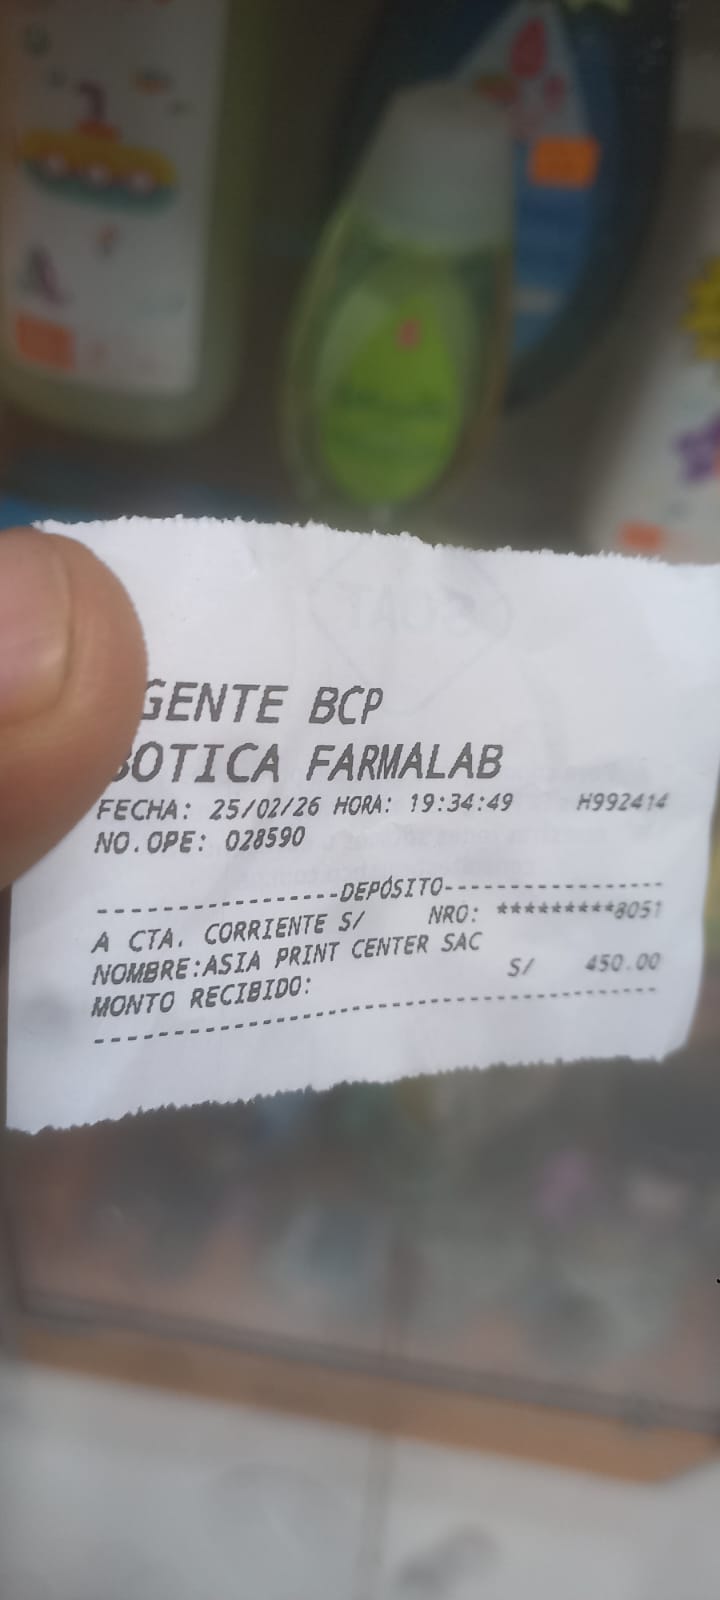 GENTE BCP
BOTICA FARMALAB
FECHA: 25/02/26 HORA: 19:34:49 H992414
NO.OPE: 028590
------------------DEPÓSITO-----------------
A CTA. CORRIENTE S/ NRO: *********8051
NOMBRE:ASIA PRINT CENTER SAC
MONTO RECIBIDO: S/ 450.00